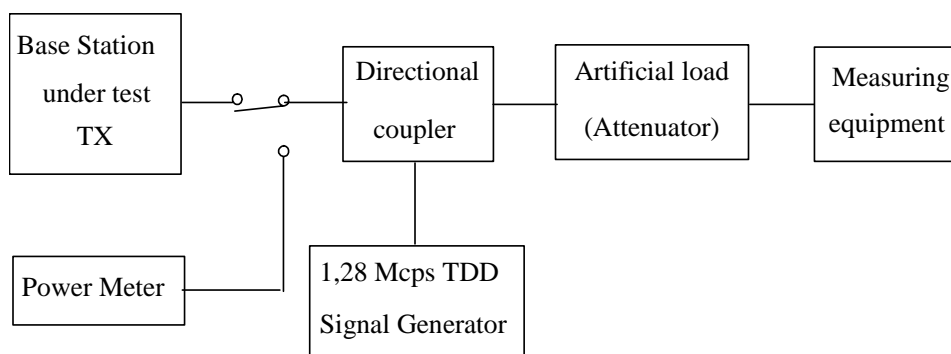 Base Station
under test
TX
Directional
coupler
Artificial load
(Attenuator)
Measuring
equipment
Power Meter
1,28 Mcps TDD
Signal Generator